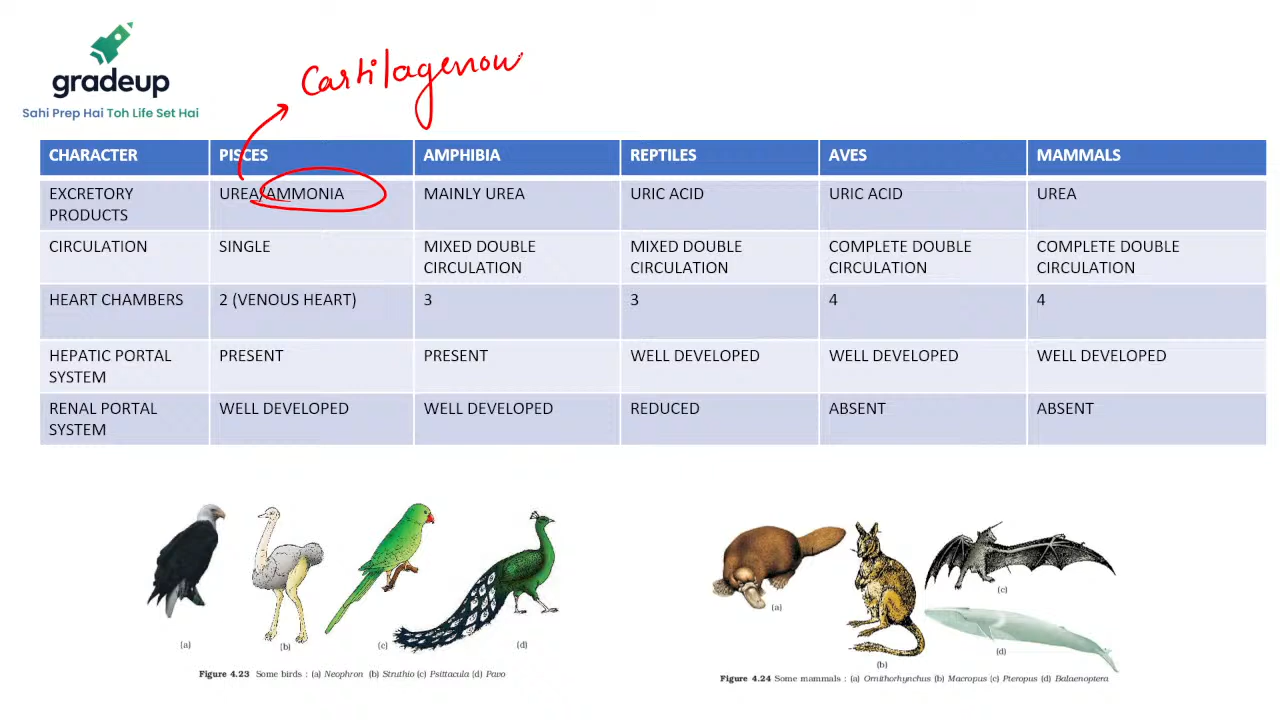 gradeup
Sahi Prep Hai Toh Life Set Hai
Cartilagenou
CHARACTER PISCES AMPHIBIA REPTILES AVES MAMMALS
EXCRETORY PRODUCTS UREA/AMMONIA MAINLY UREA URIC ACID URIC ACID UREA
CIRCULATION SINGLE MIXED DOUBLE CIRCULATION MIXED DOUBLE CIRCULATION COMPLETE DOUBLE CIRCULATION COMPLETE DOUBLE CIRCULATION
HEART CHAMBERS 2 (VENOUS HEART) 3 3 4 4
HEPATIC PORTAL SYSTEM PRESENT PRESENT WELL DEVELOPED WELL DEVELOPED WELL DEVELOPED
RENAL PORTAL SYSTEM WELL DEVELOPED WELL DEVELOPED REDUCED ABSENT ABSENT
(a) (b) (c) (d)
Figure 4.23 Some birds : (a) Neophron (b) Struthio (c) Psittacula (d) Pavo
(a) (b) (c) (d)
Figure 4.24 Some mammals : (a) Ornithorhynchus (b) Macropus (c) Pteropus (d) Balaenoptera